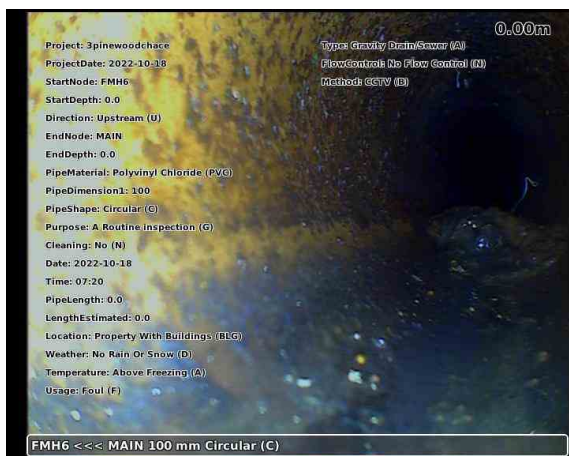 0.00m
Project: 3pinewoodchace
ProjectDate: 2022-10-18
StartNode: FMH6
StartDepth: 0.0
Direction: Upstream (U)
EndNode: MAIN
EndDepth: 0.0
PipeMaterial: Polyvinyl Chloride (PVC)
PipeDimension1: 100
PipeShape: Circular (C)
Purpose: A Routine inspection (G)
Cleaning: No (N)
Date: 2022-10-18
Time: 07:20
PipeLength: 0.0
LengthEstimated: 0.0
Location: Property With Buildings (BLG)
Weather: No Rain Or Snow (D)
Temperature: Above Freezing (A)
Usage: Foul (F)
Type: Gravity Drain/Sewer (A)
FlowControl: No Flow Control (N)
Method: CCTV (B)
FMH6 <<< MAIN 100 mm Circular (C)